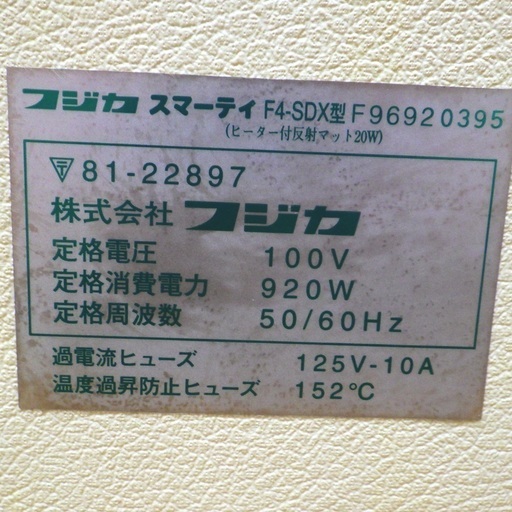 フジカ スマーティ F4-SDX型 F96920395
(ヒーター付反射マット20W)
〒 81-22897
株式会社 フジカ
定格電圧 100V
定格消費電力 920W
定格周波数 50/60Hz
過電流ヒューズ 125V-10A
温度過昇防止ヒューズ 152℃